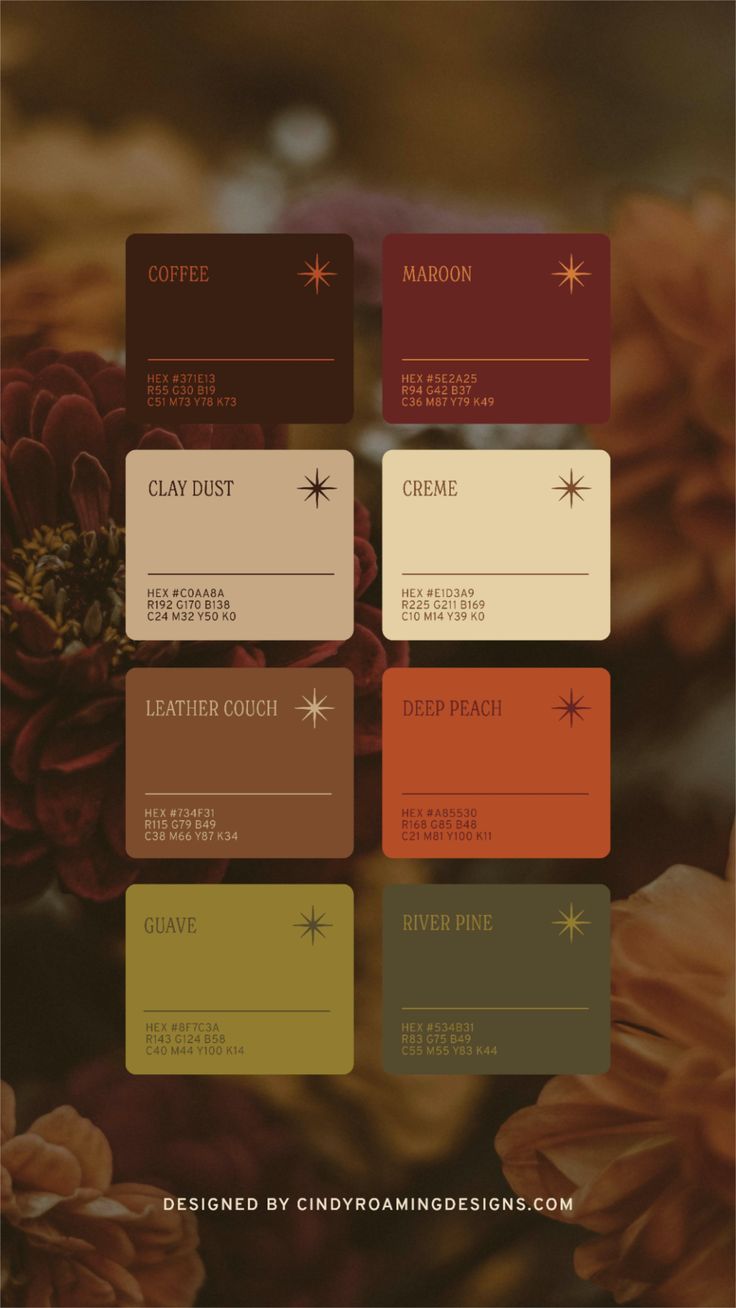 COFFEE
HEX #371E13
R55 G30 B19
C51 M73 Y78 K73
MAROON
HEX #5E2A25
R94 G42 B37
C36 M87 Y79 K49
CLAY DUST
HEX #C0AA8A
R192 G170 B138
C24 M32 Y50 K0
CREME
HEX #E1D3A9
R225 G211 B169
C10 M14 Y39 K0
LEATHER COUCH
HEX #734F31
R115 G79 B49
C38 M66 Y87 K34
DEEP PEACH
HEX #A85530
R168 G85 B48
C21 M81 Y100 K11
GUAVE
HEX #8F7C3A
R143 G124 B58
C40 M44 Y100 K14
RIVER PINE
HEX #534B31
R83 G75 B49
C55 M55 Y83 K44
DESIGNED BY CINDYROAMINGDESIGNS.COM